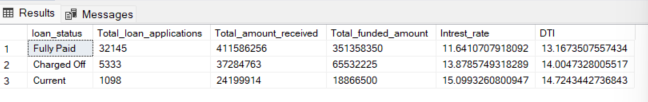 Results Messages
loan_status Total_loan_applications Total_amount_received Total_funded_amount Intrest_rate DTI
1 Fully Paid 32145 411586256 351358350 11.6410707918092 13.1673507557434
2 Charged Off 5333 37284763 65532225 13.8785749318289 14.0047328005517
3 Current 1098 24199914 18866500 15.0993260800947 14.7243442736843